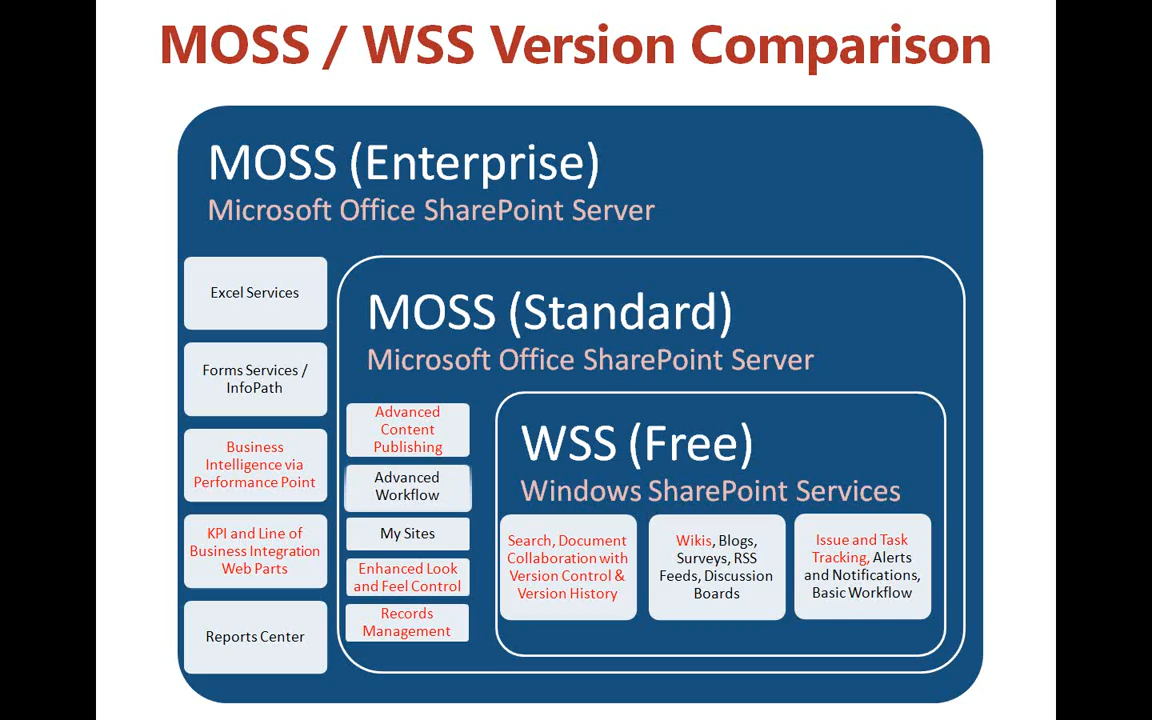 MOSS / WSS Version Comparison
MOSS (Enterprise)
Microsoft Office SharePoint Server
Excel Services
Forms Services /
InfoPath
Business
Intelligence via
Performance Point
KPI and Line of
Business Integration
Web Parts
Reports Center
MOSS (Standard)
Microsoft Office SharePoint Server
Advanced
Content
Publishing
Advanced
Workflow
My Sites
Enhanced Look
and Feel Control
Records
Management
WSS (Free)
Windows SharePoint Services
Search, Document
Collaboration with
Version Control &
Version History
Wikis, Blogs,
Surveys, RSS
Feeds, Discussion
Boards
Issue and Task
Tracking, Alerts
and Notifications,
Basic Workflow